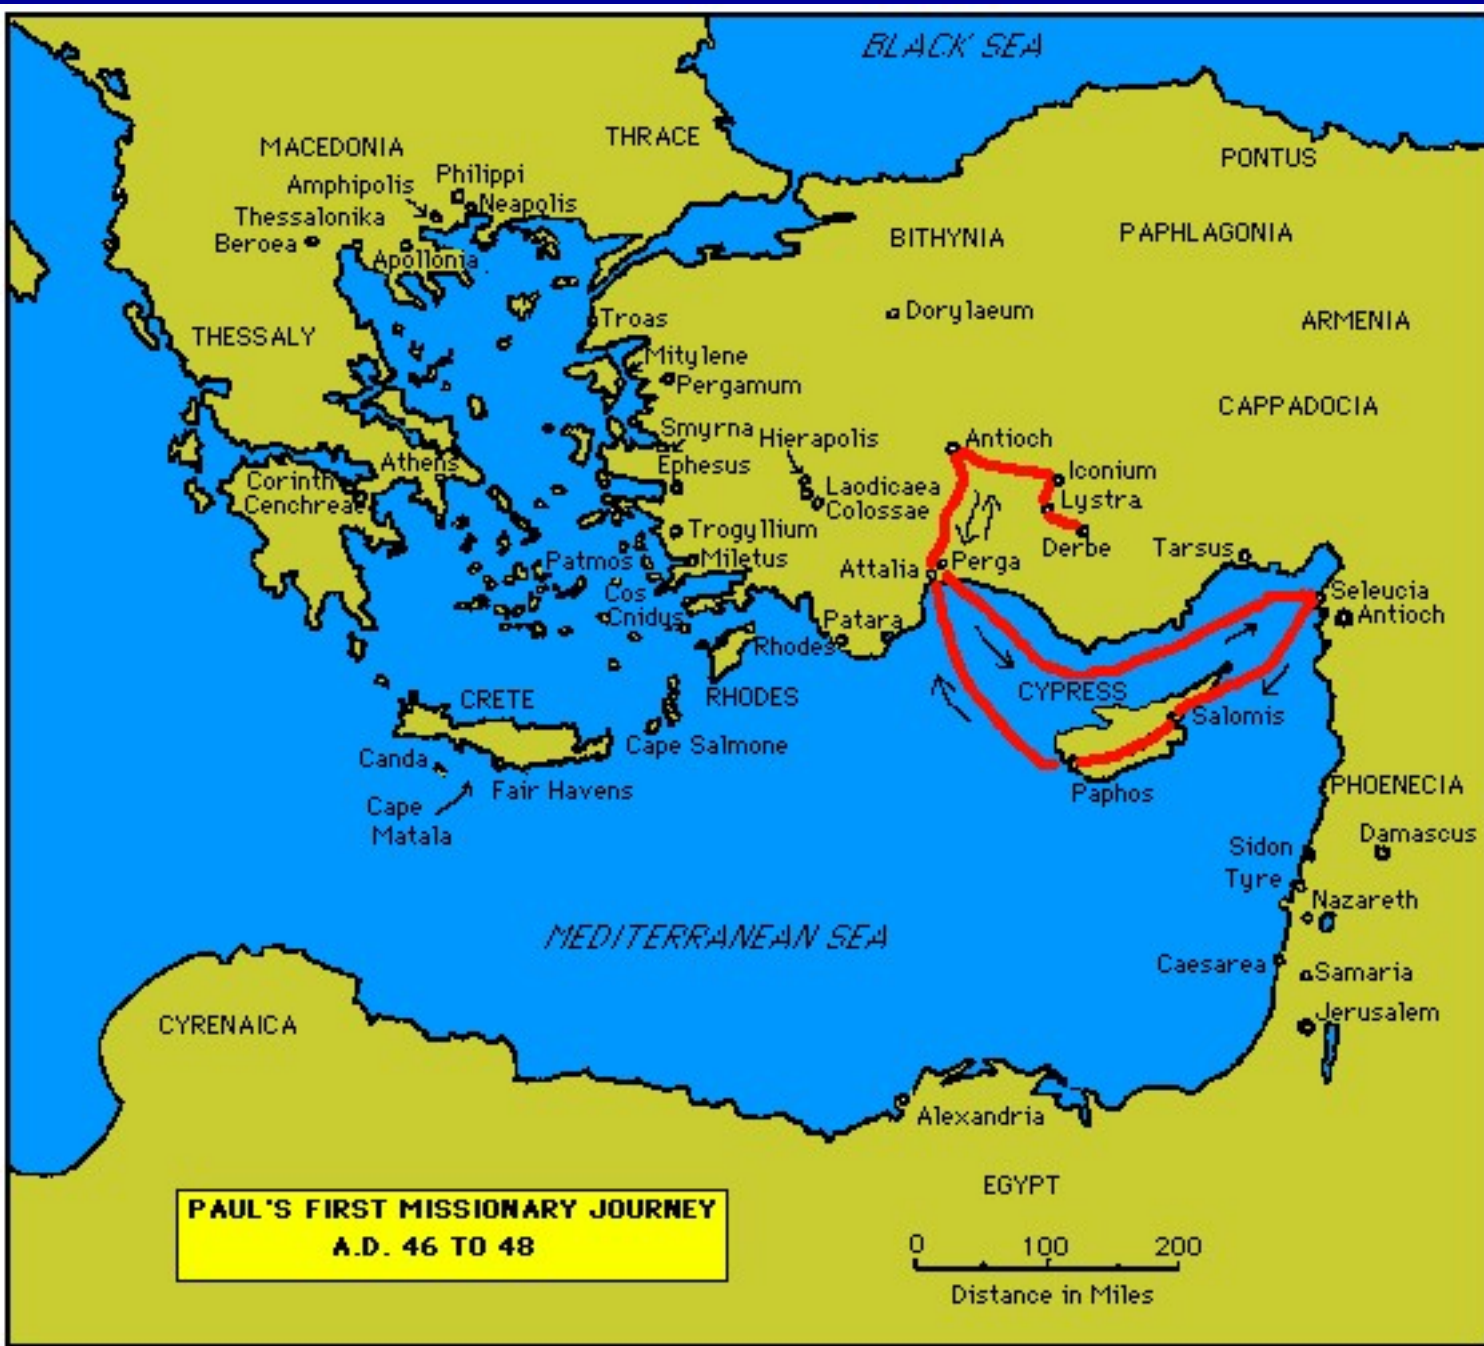 BLACK SEA
MACEDONIA
THRACE
PONTUS
Philippi
Amphipolis
Neapolis
Thessalonika
Beroea
Apollonia
BITHYNIA
PAPHLAGONIA
Dorylaeum
ARMENIA
THESSALY
Troas
Mitylene
Pergamum
CAPPADOCIA
Smyrna
Hierapolis
Antioch
Ephesus
Athens
Iconium
Corinth
Laodicaea
Lystra
Cenchreae
Colossae
Trogyllium
Derbe
Tarsus
Patmos
Miletus
Attalia
Perga
Cos
Cnidus
Seleucia
Antioch
Patara
Rhodes
CRETE
RHODES
CYPRESS
Salomis
Cape Salmone
Canda
Fair Havens
Paphos
PHOENECIA
Cape
Matala
Sidon
Damascus
Tyre
Nazareth
MEDITERRANEAN SEA
Caesarea
Samaria
Jerusalem
CYRENAICA
Alexandria
EGYPT
PAUL'S FIRST MISSIONARY JOURNEY
A.D. 46 TO 48
0 100 200
Distance in Miles